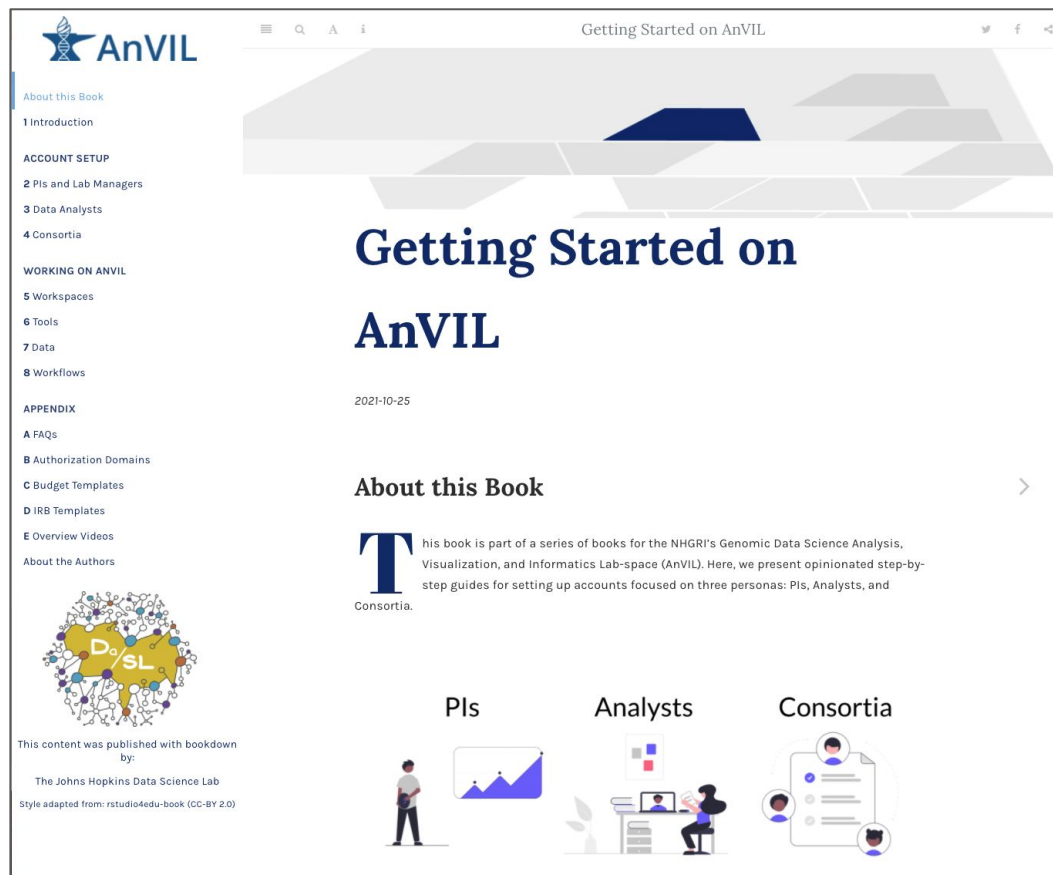 AnVIL
About this Book
1 Introduction
ACCOUNT SETUP
2 PIs and Lab Managers
3 Data Analysts
4 Consortia
WORKING ON ANVIL
5 Workspaces
6 Tools
7 Data
8 Workflows
APPENDIX
A FAQs
B Authorization Domains
C Budget Templates
D IRB Templates
E Overview Videos
About the Authors
Da/SL
This content was published with bookdown
by:
The Johns Hopkins Data Science Lab
Style adapted from: rstudio4edu-book (CC-BY 2.0)
A i
Getting Started on AnVIL
Getting Started on
AnVIL
2021-10-25
About this Book
This book is part of a series of books for the NHGRI's Genomic Data Science Analysis,
Visualization, and Informatics Lab-space (AnVIL). Here, we present opinionated step-by-
step guides for setting up accounts focused on three personas: PIs, Analysts, and
Consortia.
PIs
Analysts
Consortia